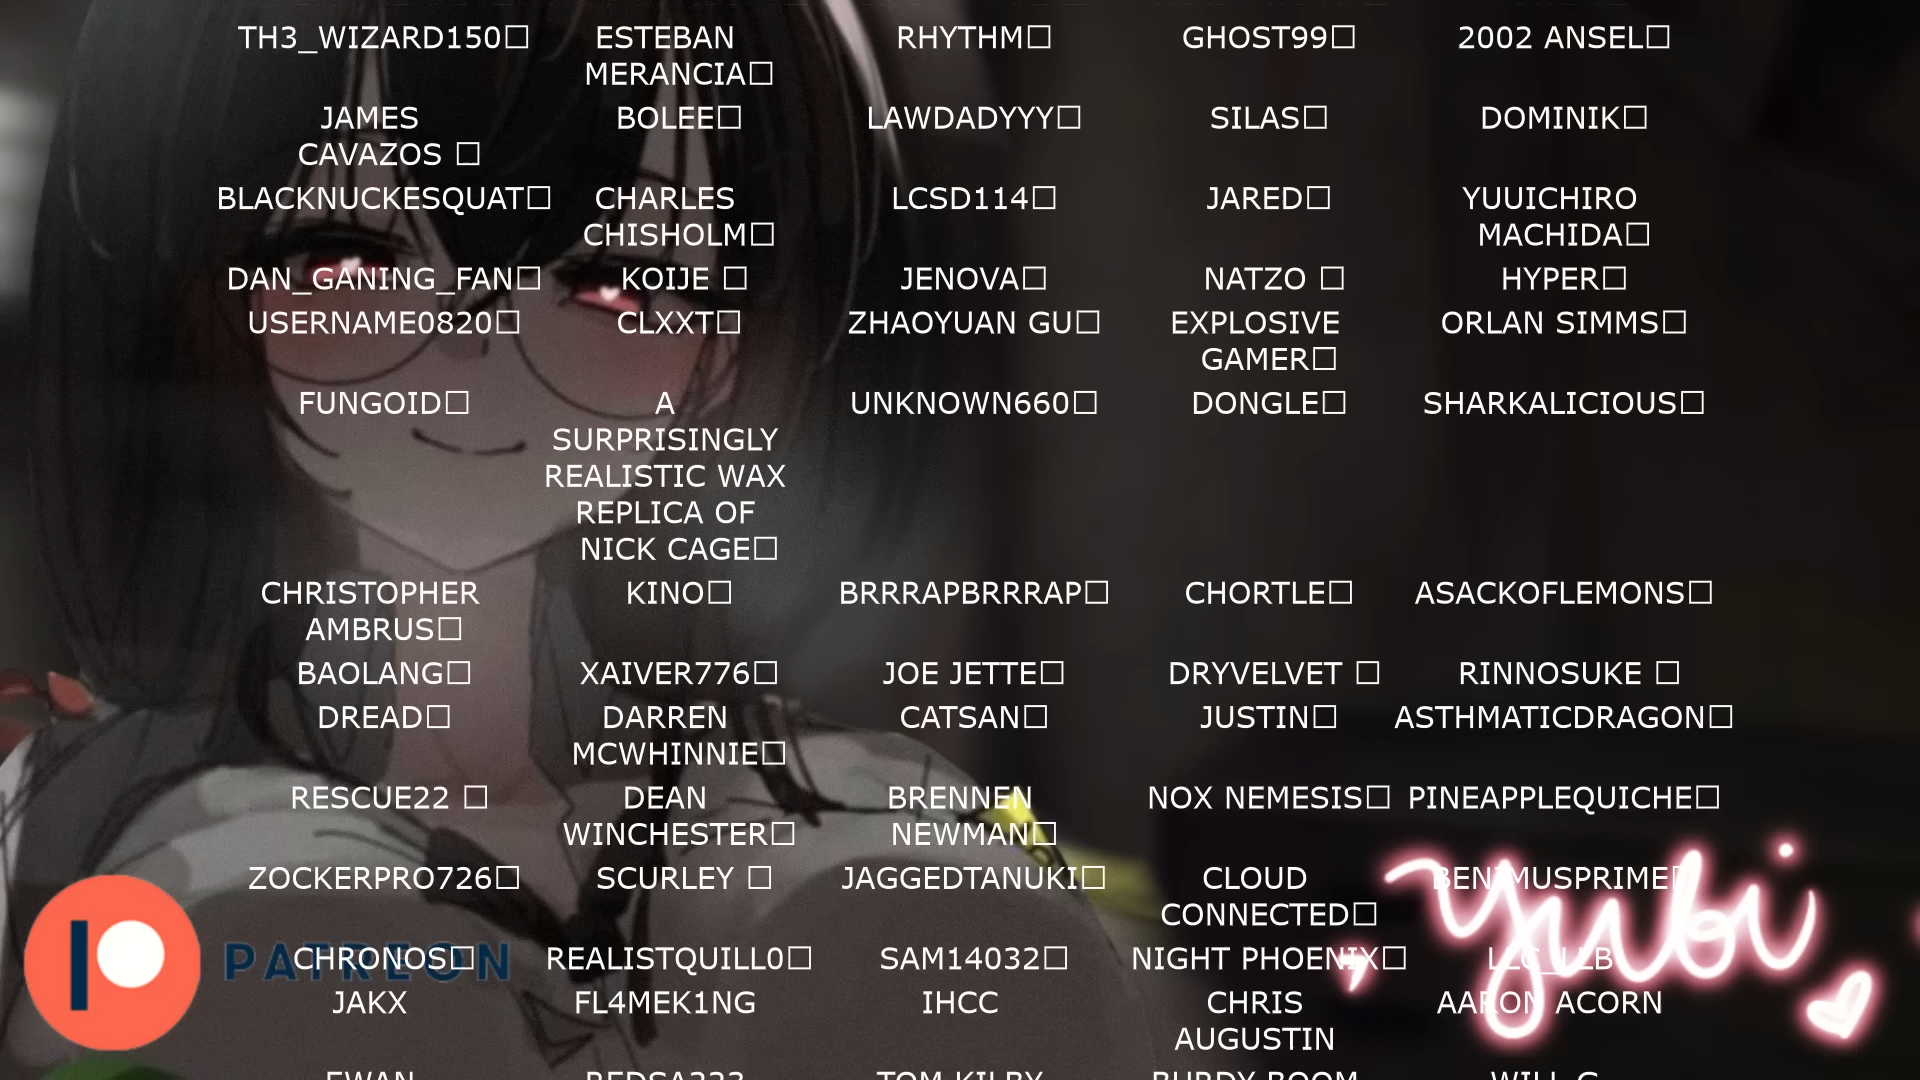 TH3_WIZARD150□ ESTEBAN RHYTHM□ GHOST99□ 2002 ANSEL□
MERANCIA□
JAMES BOLEE□ LAWDADYYY□ SILAS□ DOMINIK□
CAVAZOS □
BLACKNUCKESQUAT□ CHARLES LCSD114□ JARED□ YUUICHIRO
CHISHOLM□ MACHIDA□
DAN_GANING_FAN□ KOIJE □ JENOVA□ NATZO □ HYPER□
USERNAME0820□ CLXXT□ ZHAOYUAN GU□ EXPLOSIVE ORLAN SIMMS□
GAMER□
FUNGOID□ A UNKNOWN660□ DONGLE□ SHARKALICIOUS□
SURPRISINGLY
REALISTIC WAX
REPLICA OF
NICK CAGE□
CHRISTOPHER KINO□ BRRRAPBRRRAP□ CHORTLE□ ASACKOFLEMONS□
AMBRUS□
BAOLANG□ XAIVER776□ JOE JETTE□ DRYVELVET □ RINNOSUKE □
DREAD□ DARREN CATSAN□ JUSTIN□ ASTHMATICDRAGON□
MCWHINNIE□
RESCUE22 □ DEAN BRENNEN NOX NEMESIS□ PINEAPPLEQUICHE□
WINCHESTER□ NEWMAN□
ZOCKERPRO726□ SCURLEY □ JAGGEDTANUKI□ CLOUD
CONNECTED□
yubi
PATREON
CHRONOS□ REALISTQUILL0□ SAM14032□ NIGHT PHOENIX□
JAKX FL4MEK1NG IHCC CHRIS AARON ACORN
AUGUSTIN